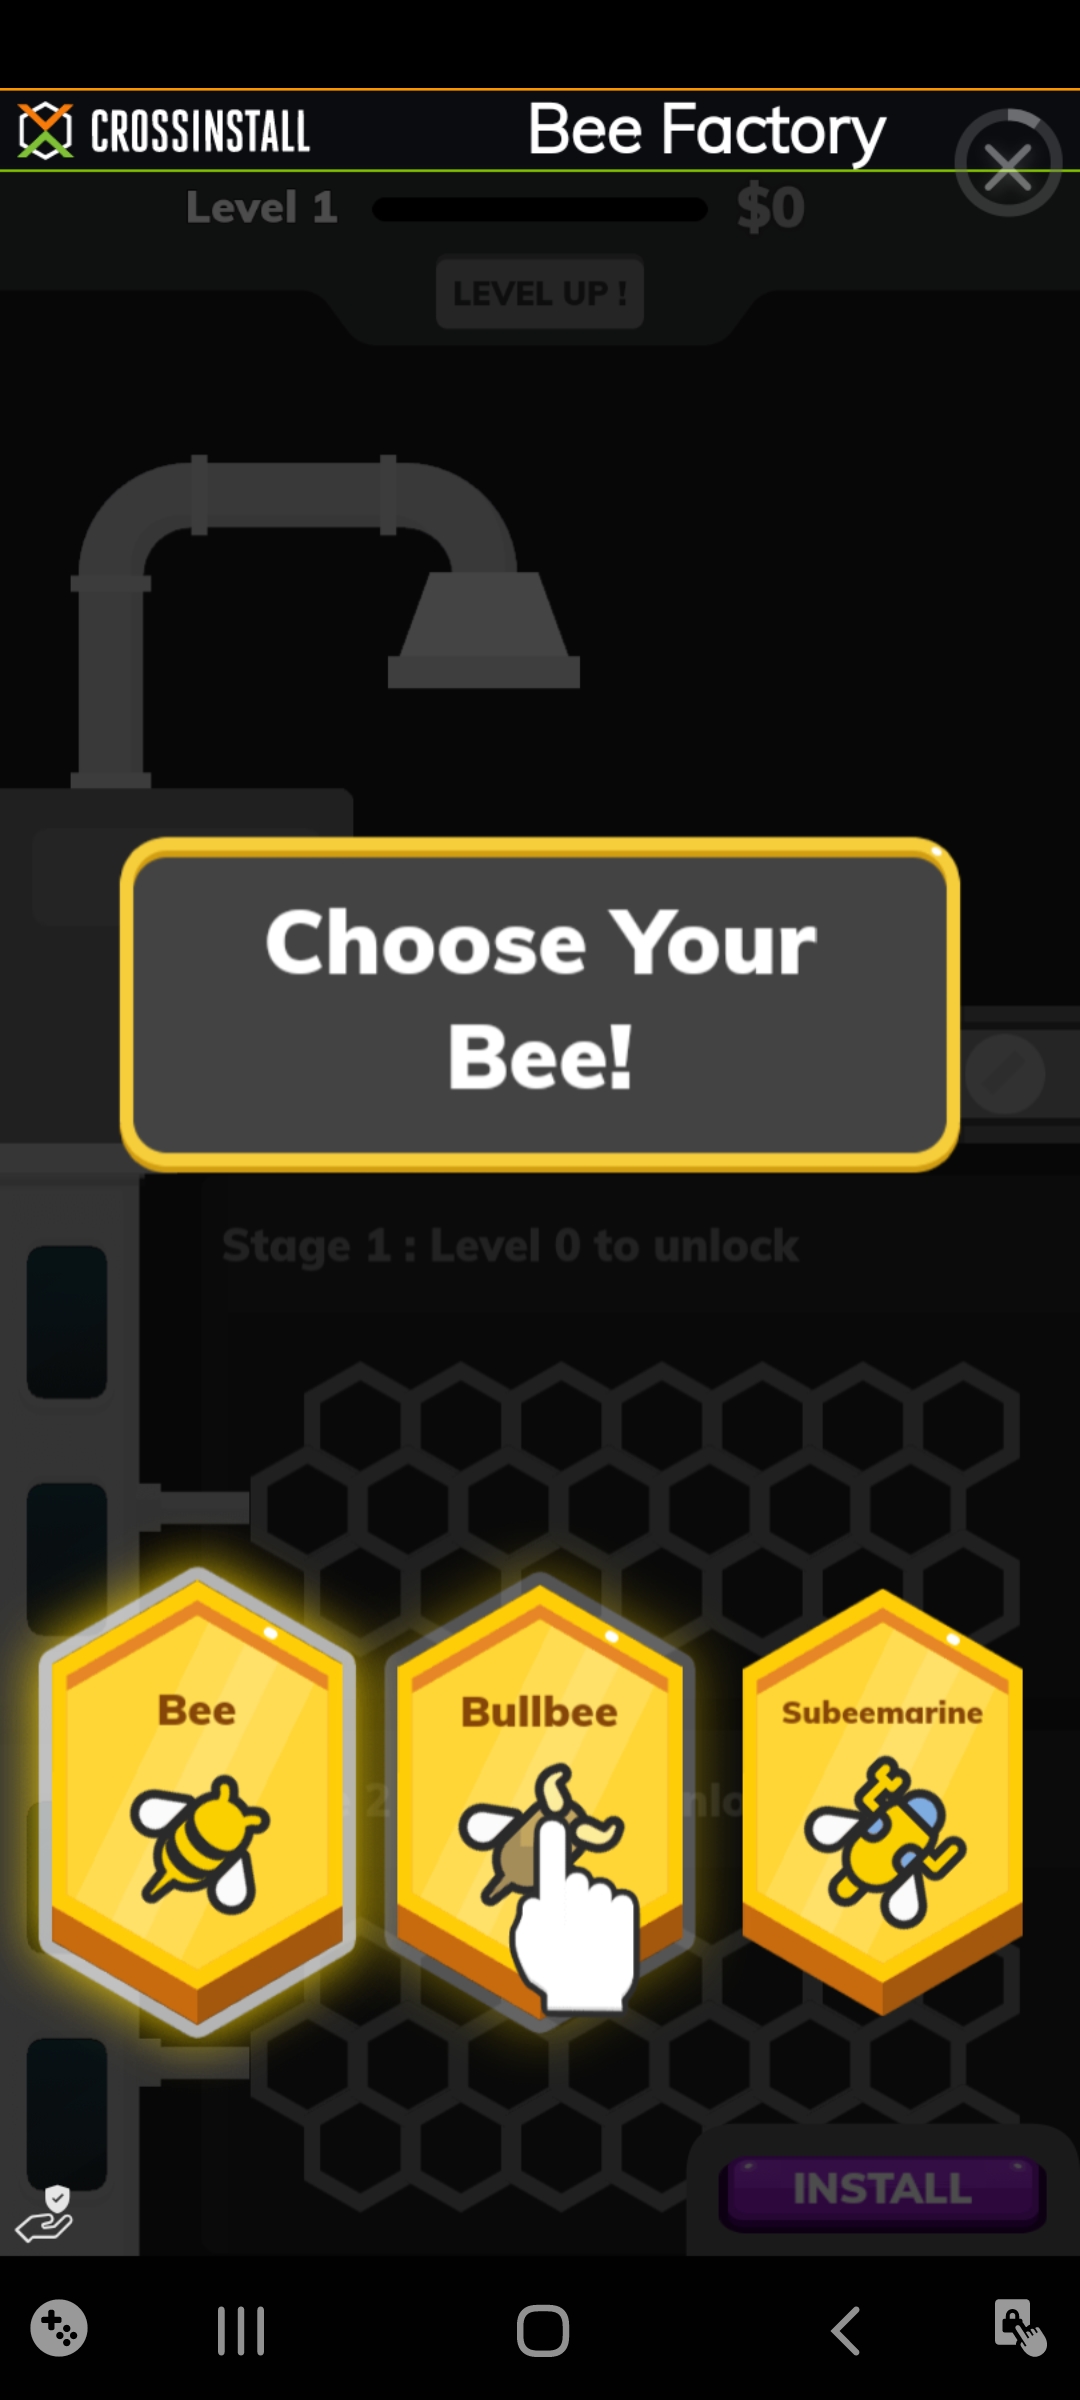 CROSSINSTALL
Bee Factory
Level 1
$0
LEVEL UP !
Choose Your
Bee!
Stage 1 : Level 0 to unlock
Bee
Bullbee
Subeemarine
2
INSTALL